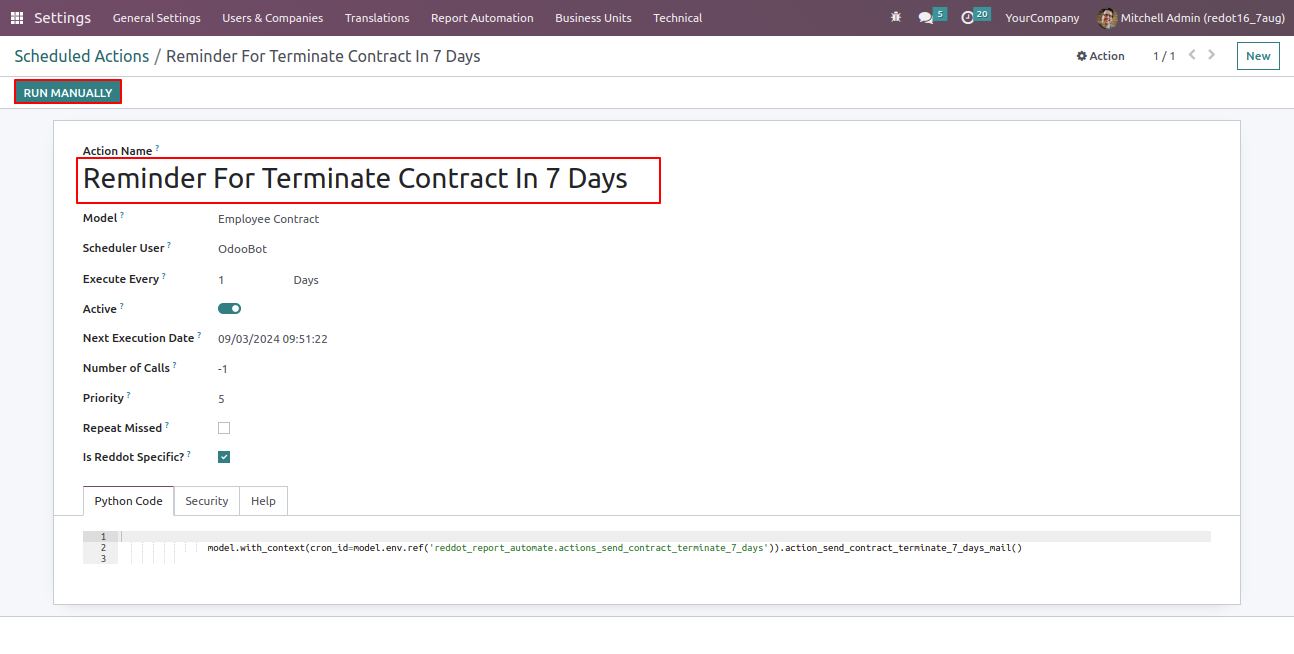 Settings General Settings Users & Companies Translations Report Automation Business Units Technical 5 20 YourCompany Mitchell Admin (redot16_7aug)
Scheduled Actions / Reminder For Terminate Contract In 7 Days Action 1 / 1 New
RUN MANUALLY
Action Name ?
Reminder For Terminate Contract In 7 Days
Model ? Employee Contract
Scheduler User ? OdooBot
Execute Every ? 1 Days
Active ?
Next Execution Date ? 09/03/2024 09:51:22
Number of Calls ? -1
Priority ? 5
Repeat Missed ?
Is Reddot Specific? ?
Python Code Security Help
1
2 model.with_context(cron_id=model.env.ref('reddot_report_automate.actions_send_contract_terminate_7_days')).action_send_contract_terminate_7_days_mail()
3